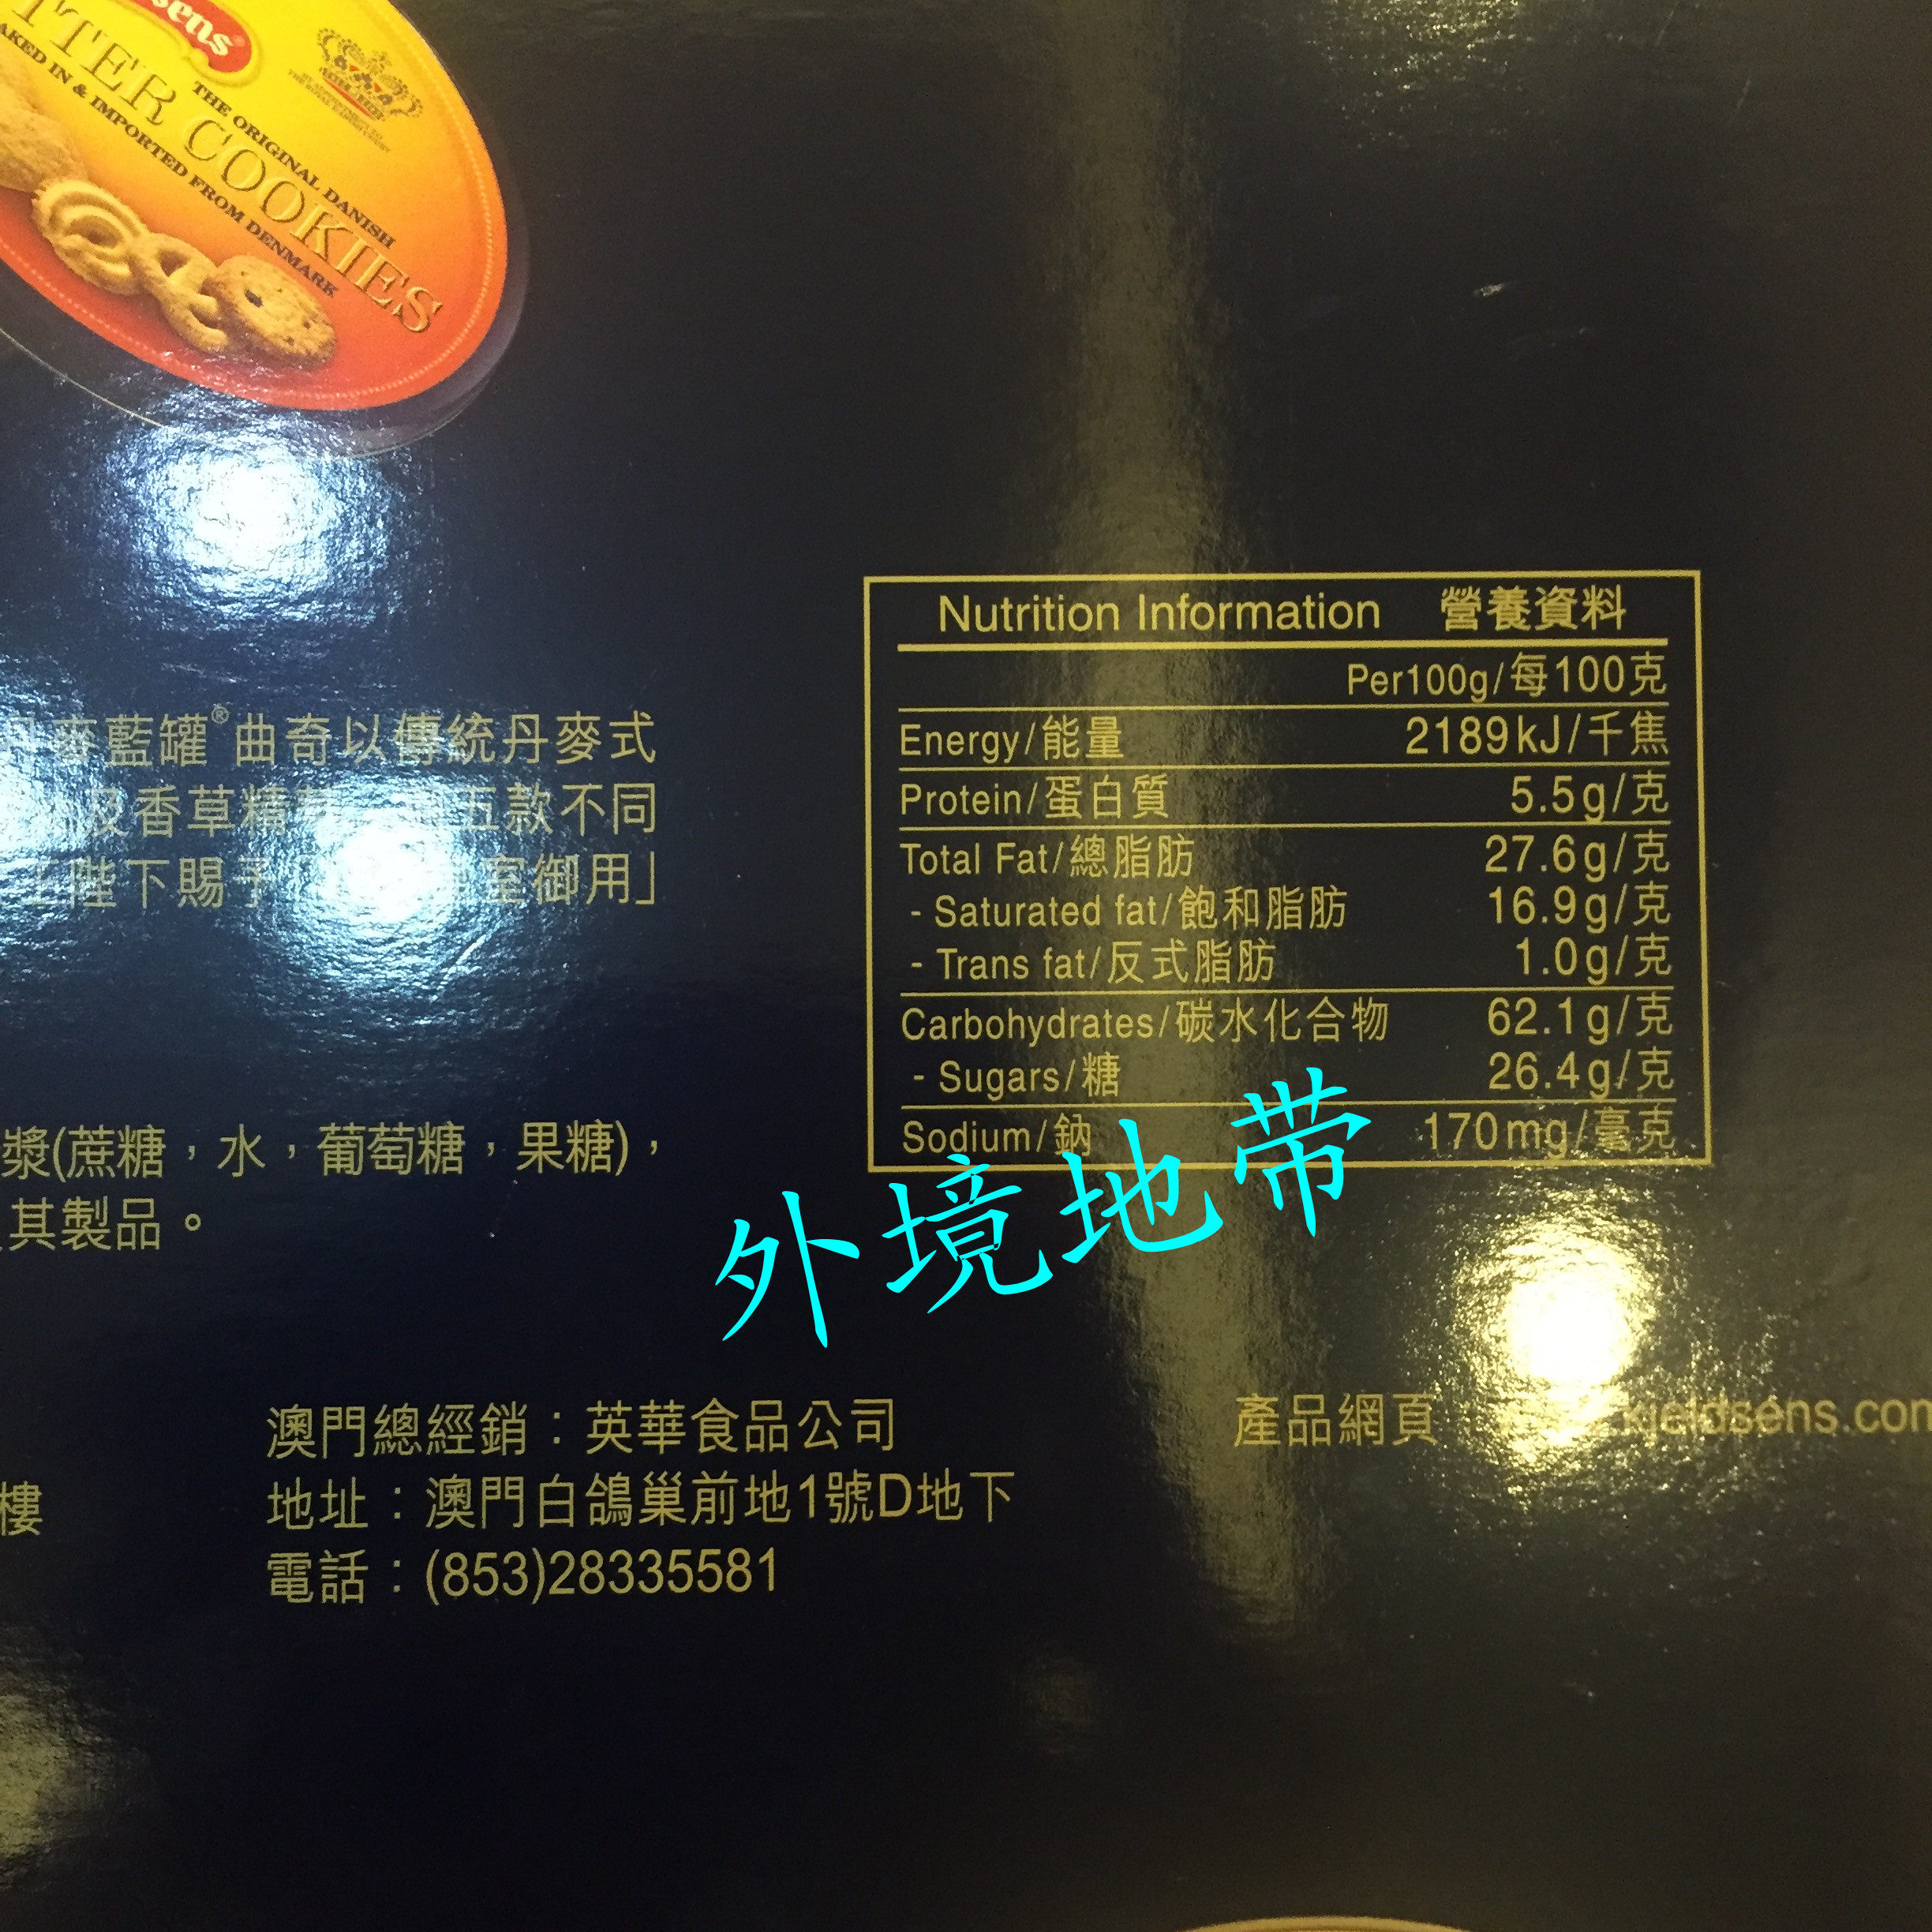 THE ORIGINAL DANISH
COOKIES
IN & IMPORTED FROM DENMARK
Nutrition Information 營養資料
Per100g/每100克
Energy/能量 2189kJ/千焦
Protein/蛋白質 5.5g/克
Total Fat/總脂肪 27.6g/克
- Saturated fat/飽和脂肪 16.9g/克
- Trans fat/反式脂肪 1.0g/克
Carbohydrates/碳水化合物 62.1g/克
- Sugars/糖 26.4g/克
Sodium/鈉 170mg/毫克
麥藍罐®曲奇以傳統丹麥式
及香草精 五款不同
陛下賜予 室御用」
漿(蔗糖，水，葡萄糖，果糖)，
其製品。
外境地带
樓
澳門總經銷：英華食品公司
地址：澳門白鴿巢前地1號D地下
電話：(853)28335581
產品網頁 kjeldsens.com